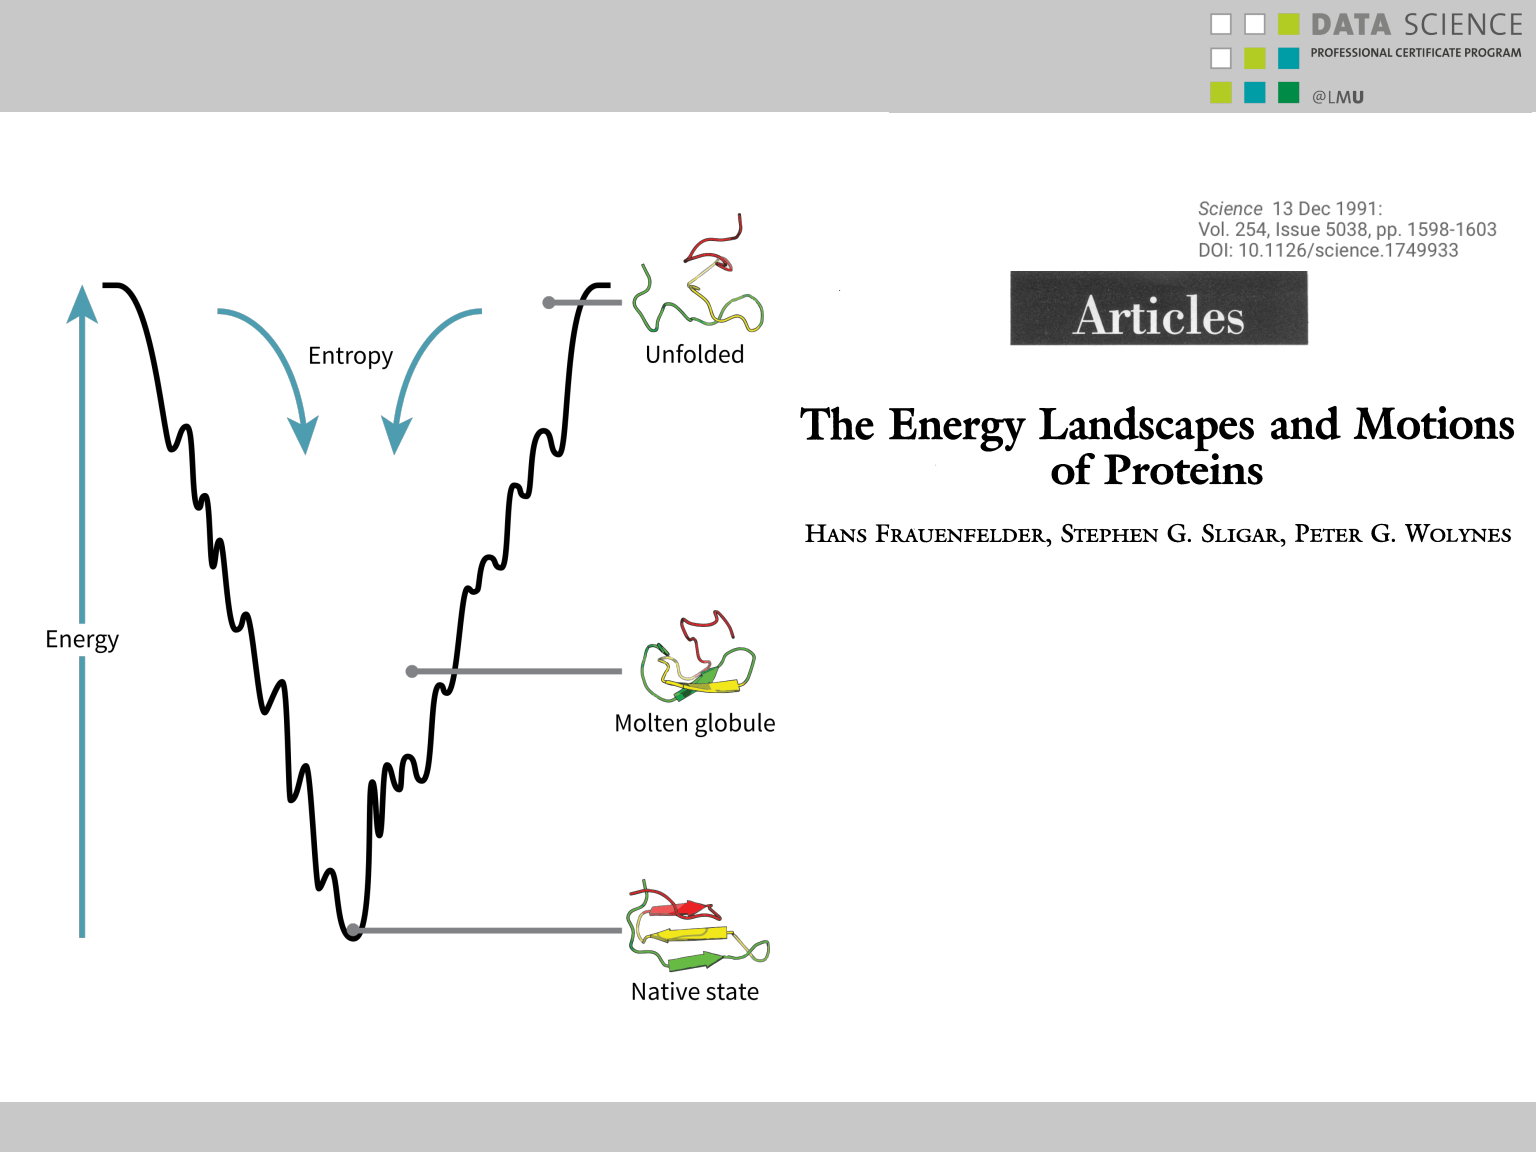 DATA SCIENCE
PROFESSIONAL CERTIFICATE PROGRAM
@LMU
Entropy
Unfolded
Energy
Molten globule
Native state
Science 13 Dec 1991:
Vol. 254, Issue 5038, pp. 1598-1603
DOI: 10.1126/science.1749933
Articles
The Energy Landscapes and Motions
of Proteins
Hans Frauenfelder, Stephen G. Sligar, Peter G. Wolynes